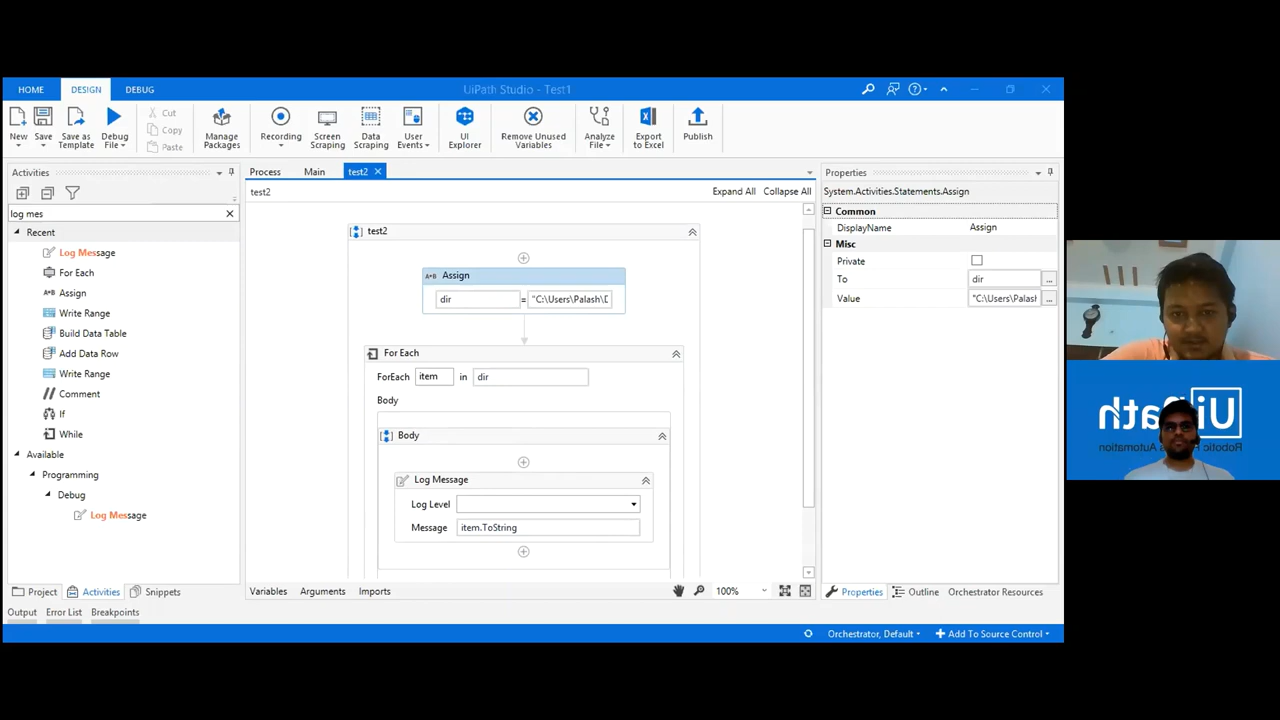 HOME DESIGN DEBUG UiPath Studio - Test1
New Save Save as Template Debug File Cut Copy Paste Manage Packages Recording Screen Scraping Data Scraping User Events UI Explorer Remove Unused Variables Analyze File Export to Excel Publish
Activities
log mes
Recent
Log Message
For Each
Assign
Write Range
Build Data Table
Add Data Row
Write Range
Comment
If
While
Available
Programming
Debug
Log Message
Project Activities Snippets
Process Main test2
test2 Expand All Collapse All
test2
A+B Assign
dir = "C:\Users\Palash\D
For Each
ForEach item in dir
Body
Body
Log Message
Log Level
Message item.ToString
Variables Arguments Imports 100%
Properties
System.Activities.Statements.Assign
Common
DisplayName Assign
Misc
Private
To dir ...
Value "C:\Users\Palash ...
Properties Outline Orchestrator Resources
Output Error List Breakpoints
Orchestrator, Default Add To Source Control
UiPath